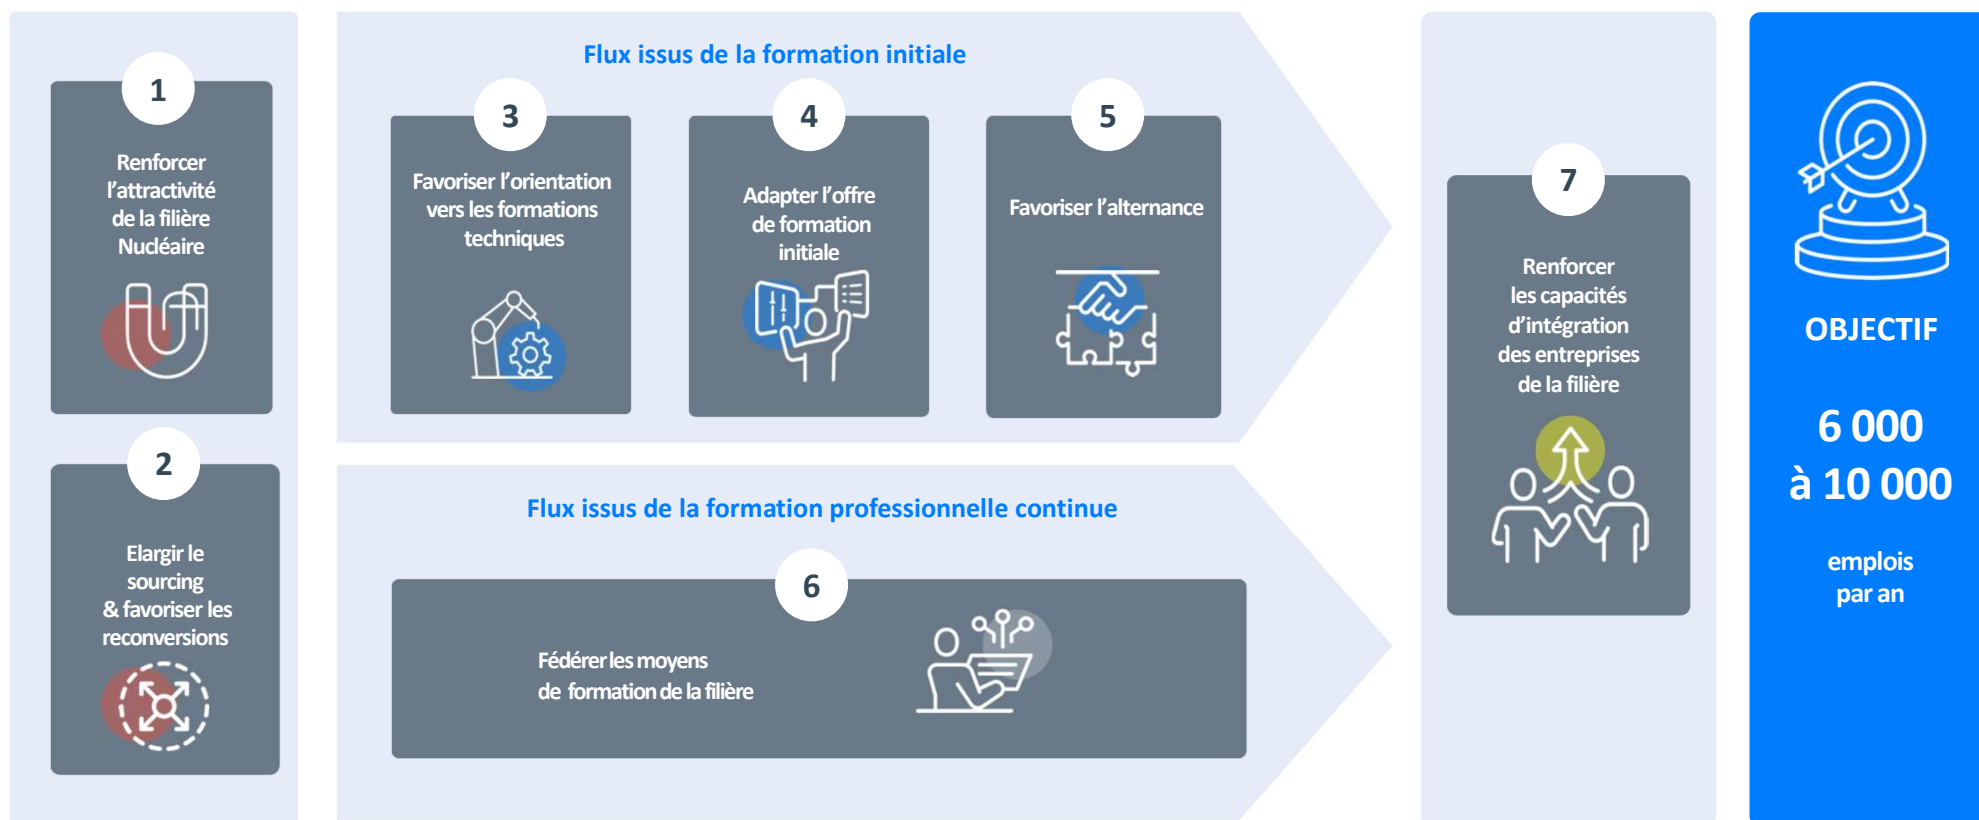 1
Renforcer
l'attractivité
de la filière
Nucléaire
2
Elargir le
sourcing
& favoriser les
reconversions
Flux issus de la formation initiale
3
Favoriser l'orientation
vers les formations
techniques
4
Adapter l'offre
de formation
initiale
5
Favoriser l'alternance
Flux issus de la formation professionnelle continue
6
Fédérer les moyens
de formation de la filière
7
Renforcer
les capacités
d'intégration
des entreprises
de la filière
OBJECTIF
6 000
à 10 000
emplois
par an